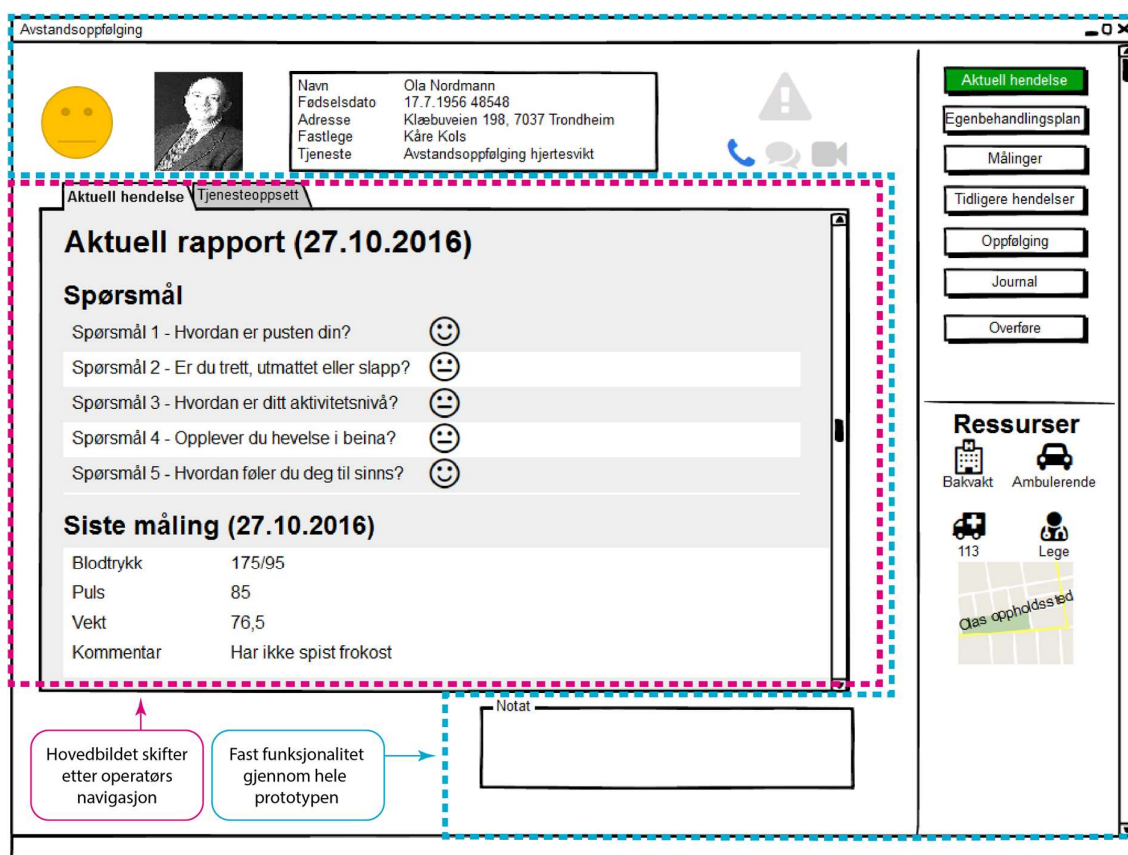 Avstandsoppfølging
Navn Ola Nordmann
Fødselsdato 17.7.1956 48548
Adresse Klæbuveien 198, 7037 Trondheim
Fastlege Kåre Kols
Tjeneste Avstandsoppfølging hjertesvikt
Aktuell hendelse Tjenesteoppsett
Aktuell rapport (27.10.2016)
Spørsmål
Spørsmål 1 - Hvordan er pusten din?
Spørsmål 2 - Er du trett, utmattet eller slapp?
Spørsmål 3 - Hvordan er ditt aktivitetsnivå?
Spørsmål 4 - Opplever du hevelse i beina?
Spørsmål 5 - Hvordan føler du deg til sinns?
Siste måling (27.10.2016)
Blodtrykk 175/95
Puls 85
Vekt 76,5
Kommentar Har ikke spist frokost
Aktuell hendelse
Egenbehandlingsplan
Målinger
Tidligere hendelser
Oppfølging
Journal
Overføre
Ressurser
H
Bakvakt Ambulerende
113 Lege
Olas oppholdssted
Notat
Hovedbildet skifter
etter operatørs
navigasjon
Fast funksjonalitet
gjennom hele
prototypen